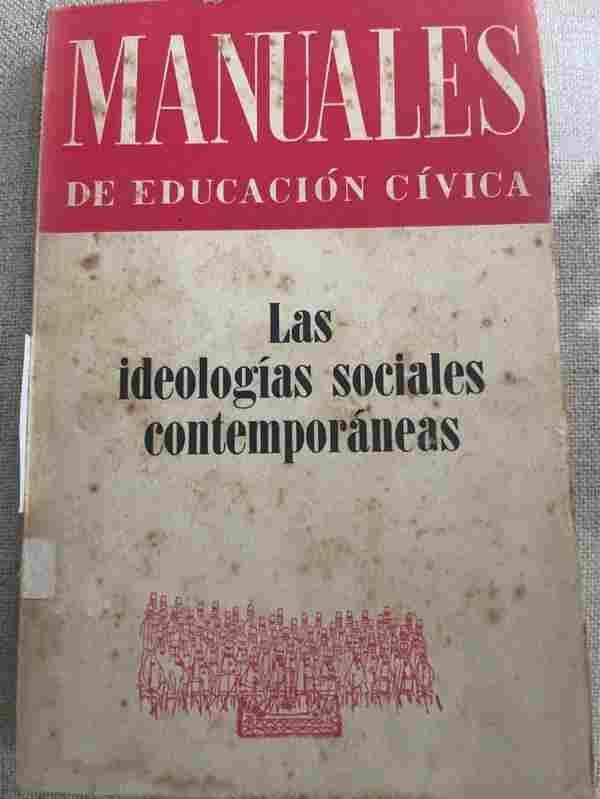 MANUALES
DE EDUCACIÓN CÍVICA
Las
ideologías sociales
contemporáneas